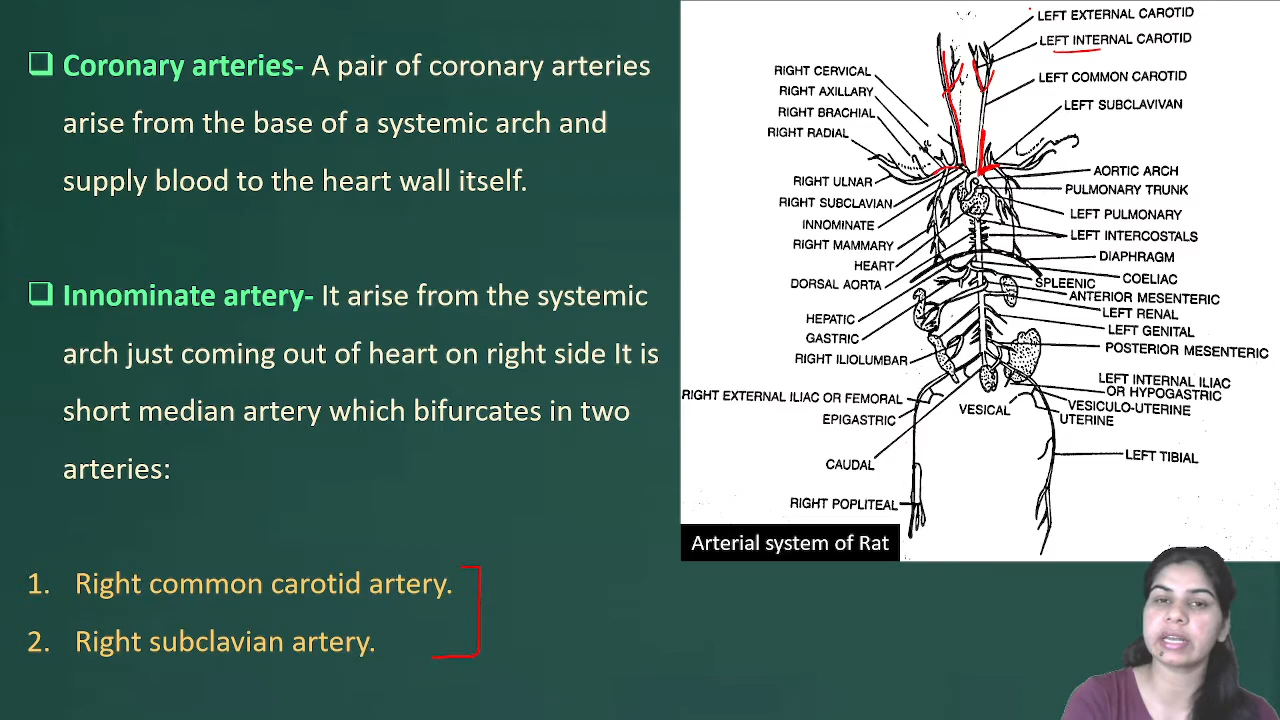 Coronary arteries- A pair of coronary arteries
arise from the base of a systemic arch and
supply blood to the heart wall itself.
Innominate artery- It arise from the systemic
arch just coming out of heart on right side It is
short median artery which bifurcates in two
arteries:
1. Right common carotid artery.
2. Right subclavian artery.
LEFT EXTERNAL CAROTID
LEFT INTERNAL CAROTID
LEFT COMMON CAROTID
LEFT SUBCLAVIVAN
AORTIC ARCH
PULMONARY TRUNK
LEFT PULMONARY
LEFT INTERCOSTALS
DIAPHRAGM
COELIAC
SPLEENIC
ANTERIOR MESENTERIC
LEFT RENAL
LEFT GENITAL
POSTERIOR MESENTERIC
LEFT INTERNAL ILIAC
OR HYPOGASTRIC
VESICULO-UTERINE
UTERINE
VESICAL
LEFT TIBIAL
RIGHT CERVICAL
RIGHT AXILLARY
RIGHT BRACHIAL
RIGHT RADIAL
RIGHT ULNAR
RIGHT SUBCLAVIAN
INNOMINATE
RIGHT MAMMARY
HEART
DORSAL AORTA
HEPATIC
GASTRIC
RIGHT ILIOLUMBAR
RIGHT EXTERNAL ILIAC OR FEMORAL
EPIGASTRIC
CAUDAL
RIGHT POPLITEAL
Arterial system of Rat